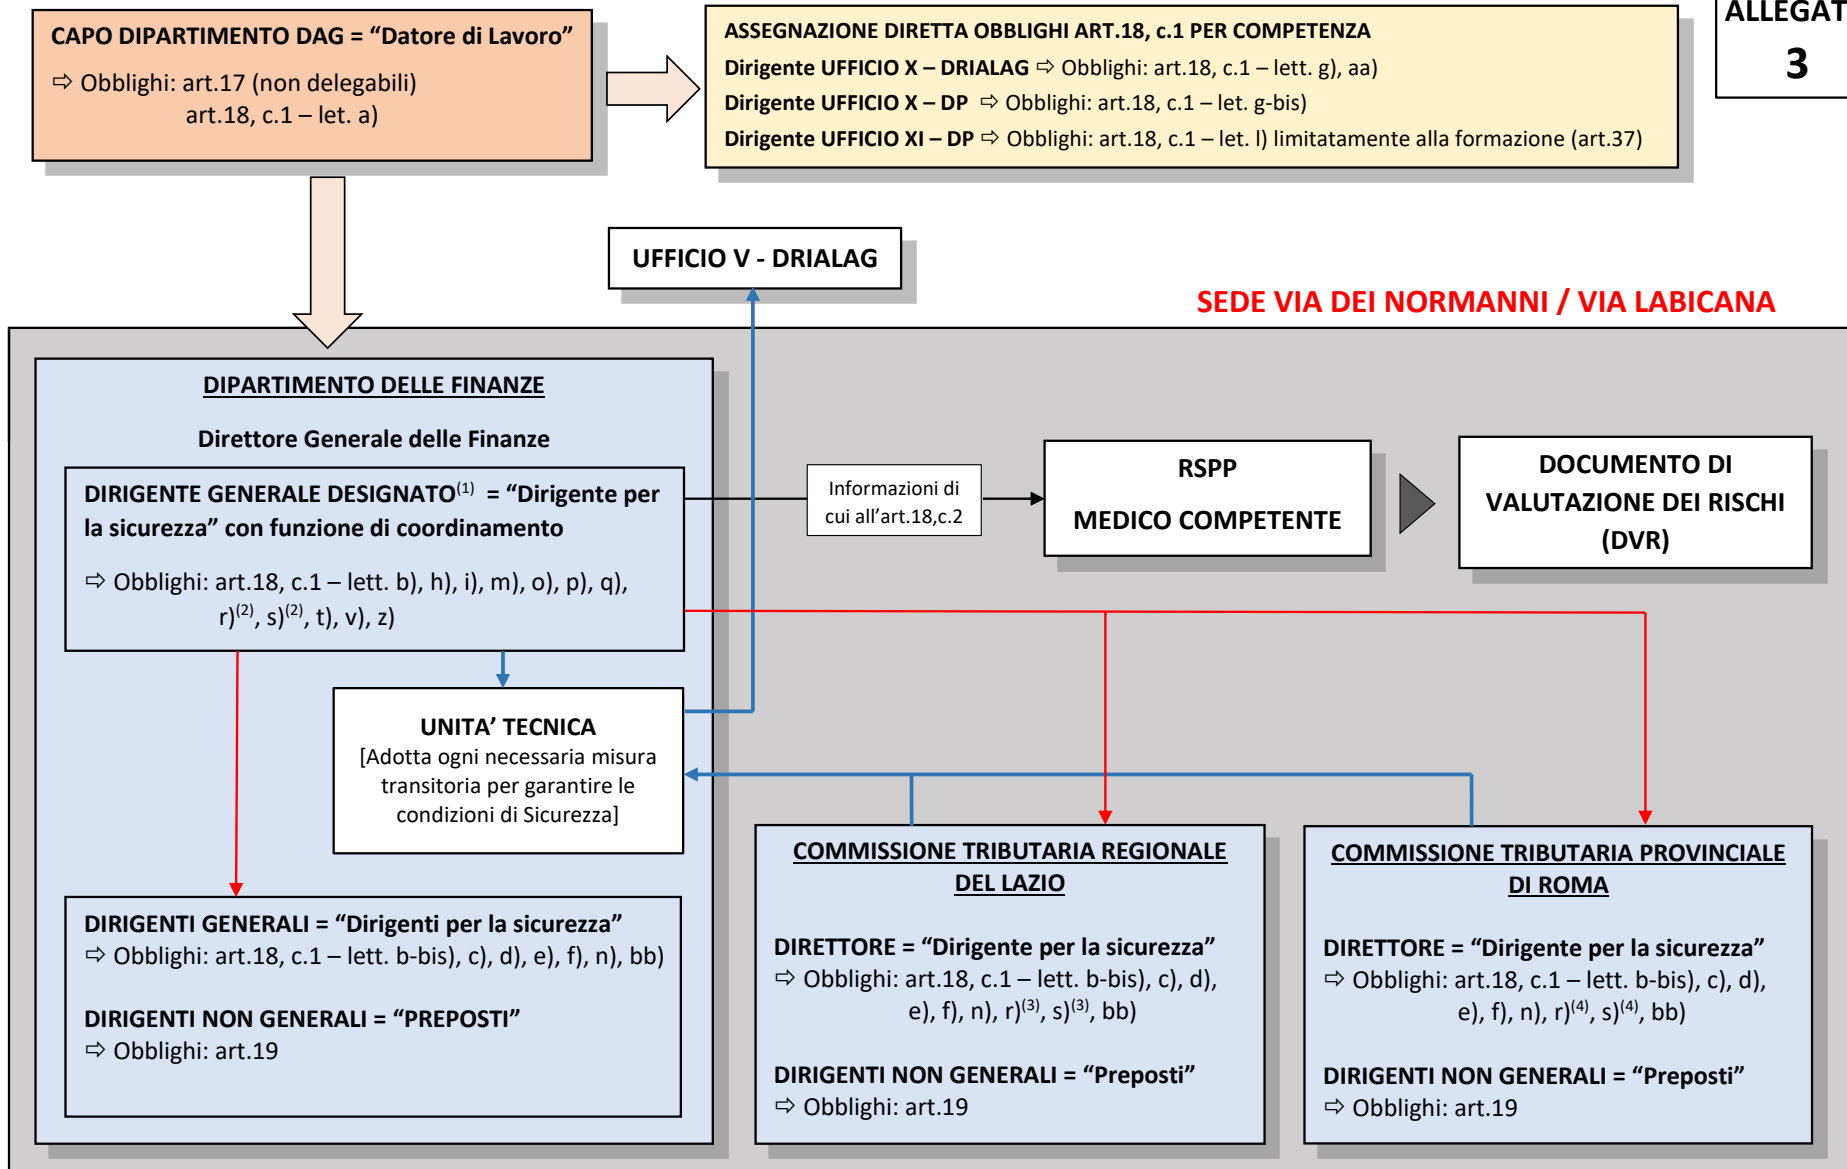 CAPO DIPARTIMENTO DAG = “Datore di Lavoro”
⇨ Obblighi: art.17 (non delegabili)
art.18, c.1 – let. a)
ASSEGNAZIONE DIRETTA OBBLIGHI ART.18, c.1 PER COMPETENZA
Dirigente UFFICIO X – DRIALAG ⇨ Obblighi: art.18, c.1 – lett. g), aa)
Dirigente UFFICIO X – DP ⇨ Obblighi: art.18, c.1 – let. g-bis)
Dirigente UFFICIO XI – DP ⇨ Obblighi: art.18, c.1 – let. l) limitatamente alla formazione (art.37)
ALLEGAT
3
UFFICIO V - DRIALAG
SEDE VIA DEI NORMANNI / VIA LABICANA
DIPARTIMENTO DELLE FINANZE
Direttore Generale delle Finanze
DIRIGENTE GENERALE DESIGNATO(1) = “Dirigente per
la sicurezza” con funzione di coordinamento
⇨ Obblighi: art.18, c.1 – lett. b), h), i), m), o), p), q),
r)(2), s)(2), t), v), z)
Informazioni di
cui all’art.18,c.2
RSPP
MEDICO COMPETENTE
DOCUMENTO DI
VALUTAZIONE DEI RISCHI
(DVR)
UNITA’ TECNICA
[Adotta ogni necessaria misura
transitoria per garantire le
condizioni di Sicurezza]
DIRIGENTI GENERALI = “Dirigenti per la sicurezza”
⇨ Obblighi: art.18, c.1 – lett. b-bis), c), d), e), f), n), bb)
DIRIGENTI NON GENERALI = “PREPOSTI”
⇨ Obblighi: art.19
COMMISSIONE TRIBUTARIA REGIONALE
DEL LAZIO
DIRETTORE = “Dirigente per la sicurezza”
⇨ Obblighi: art.18, c.1 – lett. b-bis), c), d),
e), f), n), r)(3), s)(3), bb)
DIRIGENTI NON GENERALI = “Preposti”
⇨ Obblighi: art.19
COMMISSIONE TRIBUTARIA PROVINCIALE
DI ROMA
DIRETTORE = “Dirigente per la sicurezza”
⇨ Obblighi: art.18, c.1 – lett. b-bis), c), d),
e), f), n), r)(4), s)(4), bb)
DIRIGENTI NON GENERALI = “Preposti”
⇨ Obblighi: art.19